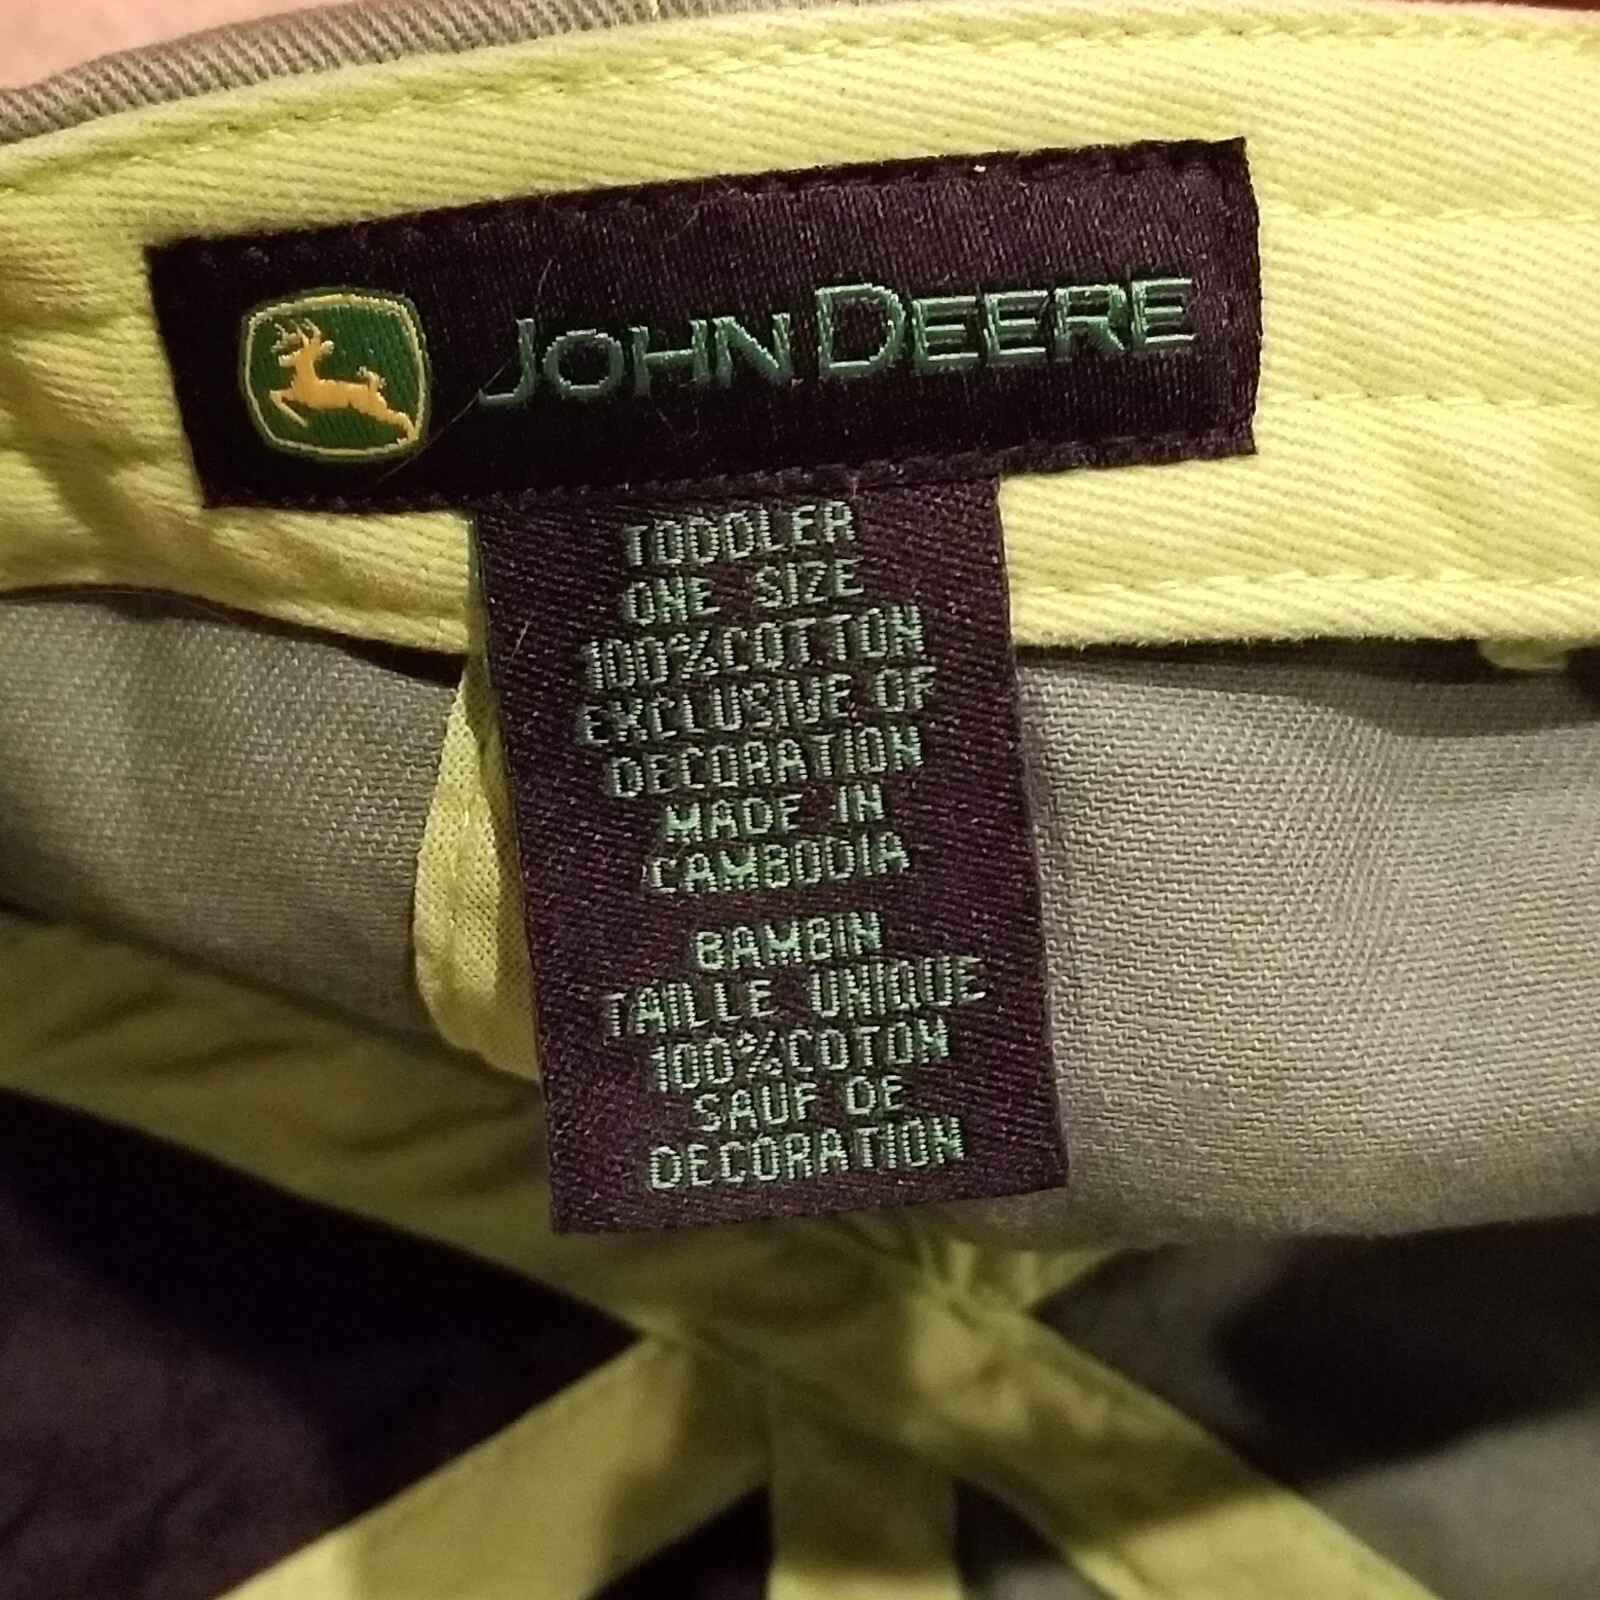 JOHN DEERE
TODDLER
ONE SIZE
100%COTTON
EXCLUSIVE OF
DECORATION
MADE IN
CAMBODIA
BAMBIN
TAILLE UNIQUE
100%COTON
SAUF DE
DECORATION